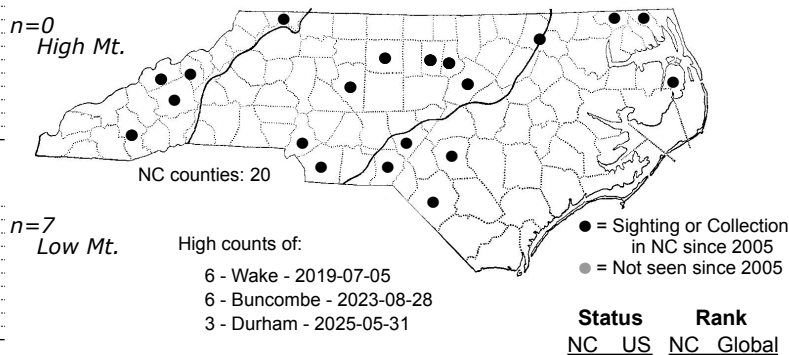 n=0
High Mt.
NC counties: 20
n=7
Low Mt.
High counts of:
6 - Wake - 2019-07-05
6 - Buncombe - 2023-08-28
3 - Durham - 2025-05-31
● = Sighting or Collection
in NC since 2005
● = Not seen since 2005
Status Rank
NC US NC Global